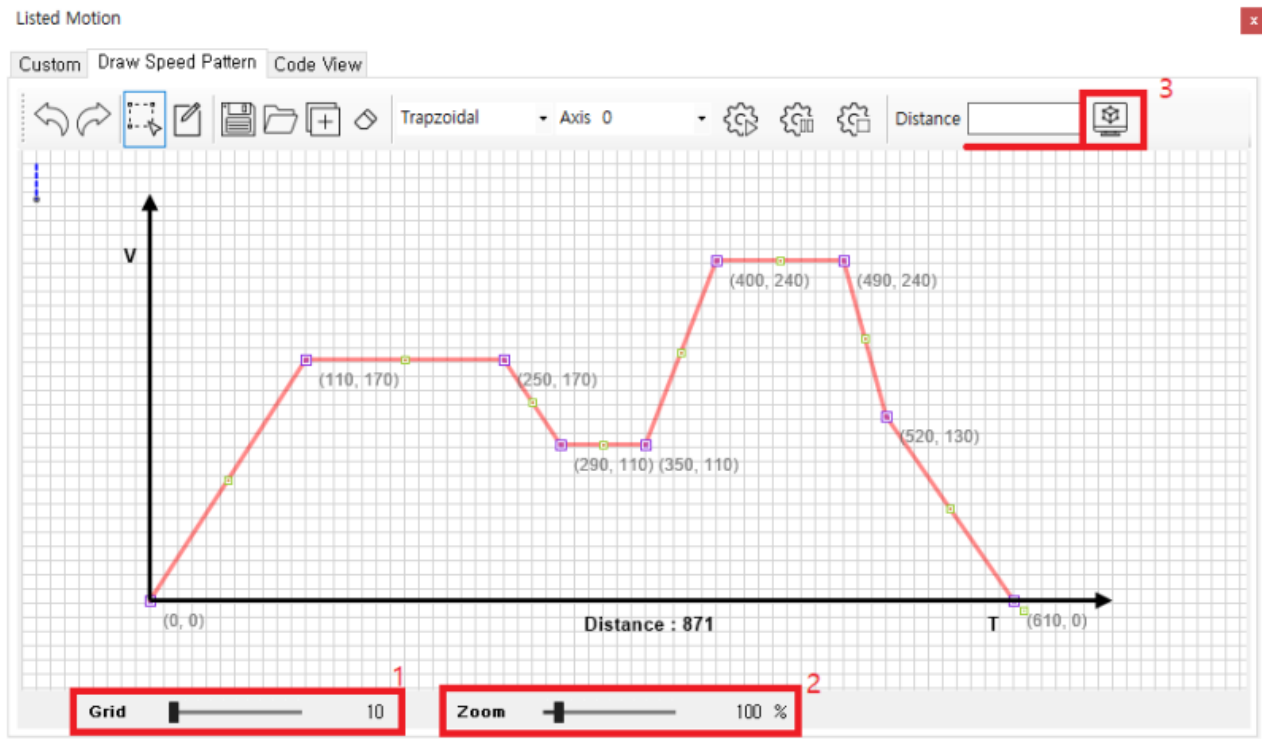 Listed Motion
x
Custom Draw Speed Pattern Code View
3
Trapzoidal Axis 0 Distance
V
(400, 240) (490, 240)
(110, 170) (250, 170)
(520, 130)
(290, 110) (350, 110)
(0, 0) Distance : 871 T (610, 0)
1 2
Grid 10 Zoom 100 %